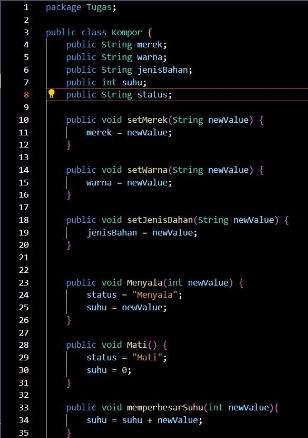 1 package Tugas;
2
3 public class Kompor {
4 public String merek;
5 public String warna;
6 public String jenisBahan;
7 public int suhu;
8 public String status;
9
10 public void setMerek(String newValue) {
11 merek = newValue;
12 }
13
14 public void setWarna(String newValue) {
15 warna = newValue;
16 }
17
18 public void setJenisBahan(String newValue) {
19 jenisBahan = newValue;
20 }
21
22
23 public void Menyala(int newValue) {
24 status = "Menyala";
25 suhu = newValue;
26 }
27
28 public void Mati() {
29 status = "Mati";
30 suhu = 0;
31 }
32
33 public void memperbesarSuhu(int newValue){
34 suhu = suhu + newValue;
35 }